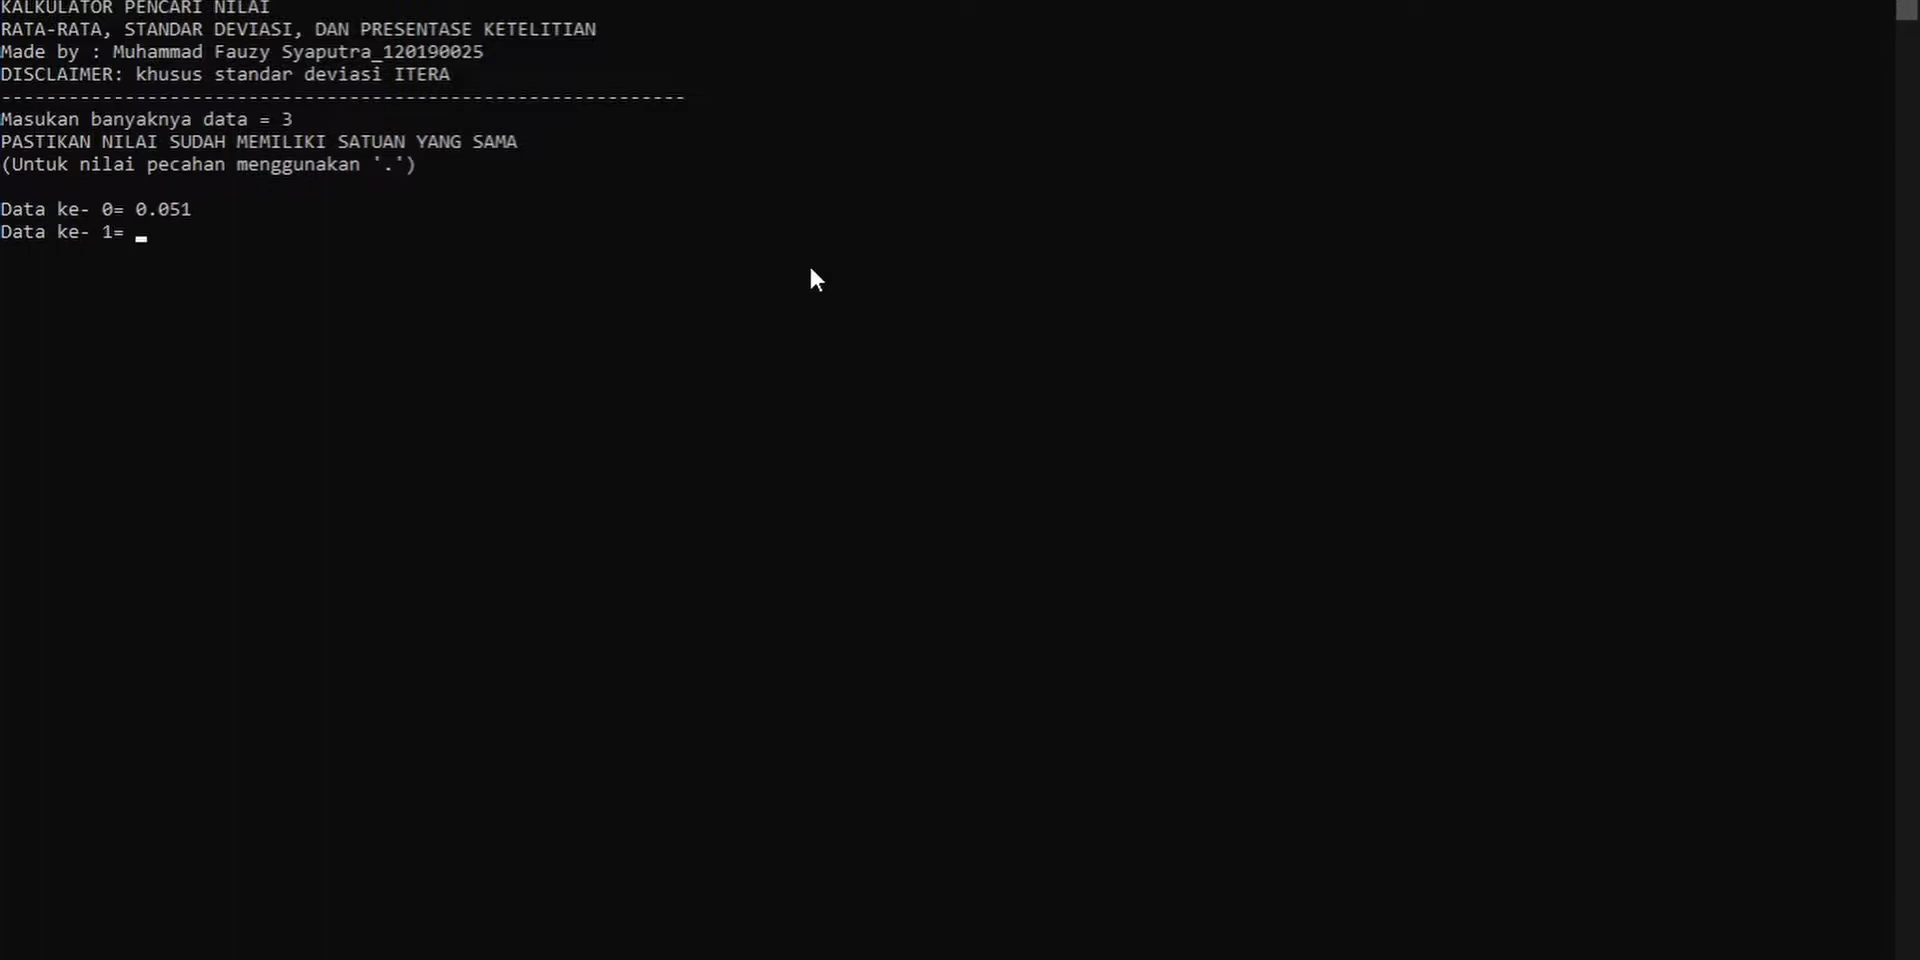 KALKULATOR PENCARI NILAI
RATA-RATA, STANDAR DEVIASI, DAN PRESENTASE KETELITIAN
Made by : Muhammad Fauzy Syaputra_120190025
DISCLAIMER: khusus standar deviasi ITERA
-------------------------------------------------------------
Masukan banyaknya data = 3
PASTIKAN NILAI SUDAH MEMILIKI SATUAN YANG SAMA
(Untuk nilai pecahan menggunakan '.')
Data ke- 0= 0.051
Data ke- 1=